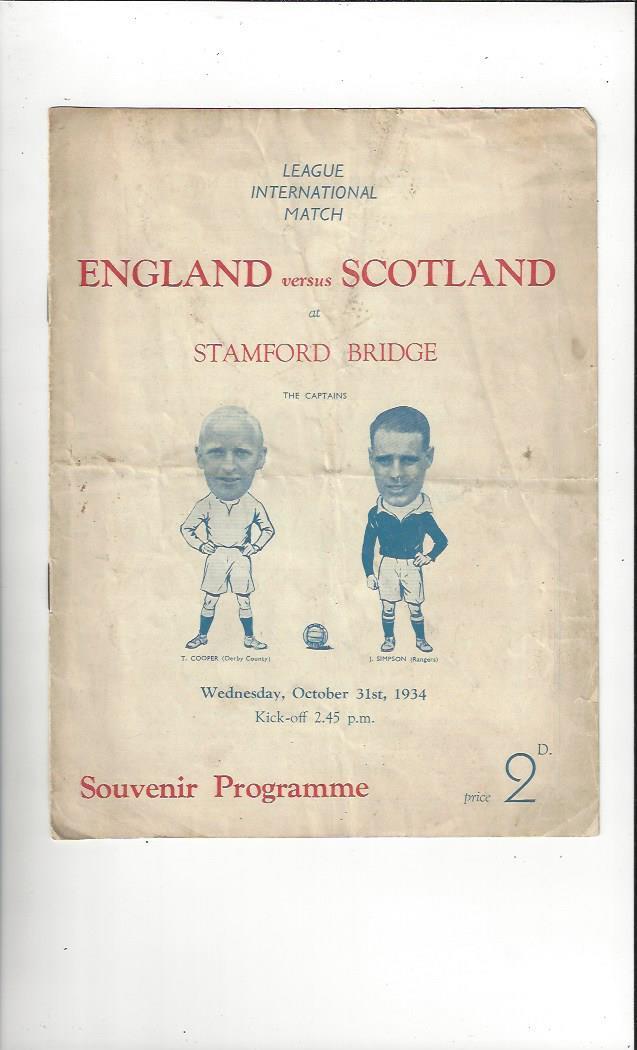 LEAGUE
INTERNATIONAL
MATCH
ENGLAND versus SCOTLAND
at
STAMFORD BRIDGE
THE CAPTAINS
T. COOPER (Derby County)
J. SIMPSON (Rangers)
Wednesday, October 31st, 1934
Kick-off 2.45 p.m.
Souvenir Programme
price 2D.